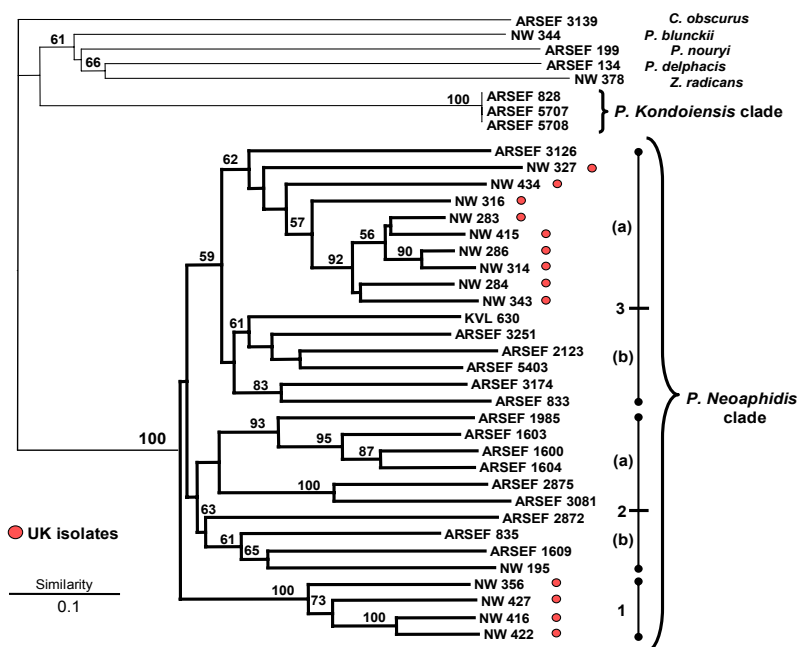 ARSEF 3139 C. obscurus
61 NW 344 P. blunckii
ARSEF 199 P. nouryi
66 ARSEF 134 P. delphacis
NW 378 Z. radicans
100 ARSEF 828
ARSEF 5707 P. Kondoiensis clade
ARSEF 5708
ARSEF 3126
62
NW 327
NW 434
NW 316
57
NW 283
56 NW 415
(a)
90 NW 286
92 NW 314
59
NW 284
NW 343
3
KVL 630
61
ARSEF 3251
ARSEF 2123
(b)
ARSEF 5403
83 ARSEF 3174
ARSEF 833
P. Neoaphidis
clade
93 ARSEF 1985
95 ARSEF 1603
100
87 ARSEF 1600
(a)
ARSEF 1604
100 ARSEF 2875
ARSEF 3081
63 2
ARSEF 2872
UK isolates
61 ARSEF 835
(b)
65 ARSEF 1609
NW 195
Similarity
0.1
100 NW 356
73 NW 427
1
100 NW 416
NW 422